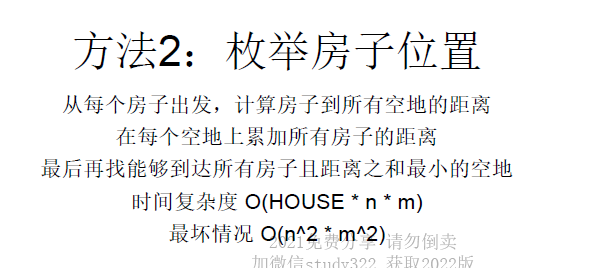 方法2：枚举房子位置
从每个房子出发，计算房子到所有空地的距离
在每个空地上累加所有房子的距离
最后再找能够到达所有房子且距离之和最小的空地
时间复杂度 O(HOUSE * n * m)
最坏情况 O(n^2 * m^2)
2021免费分享 请勿倒卖
加微信study322 获取2022版